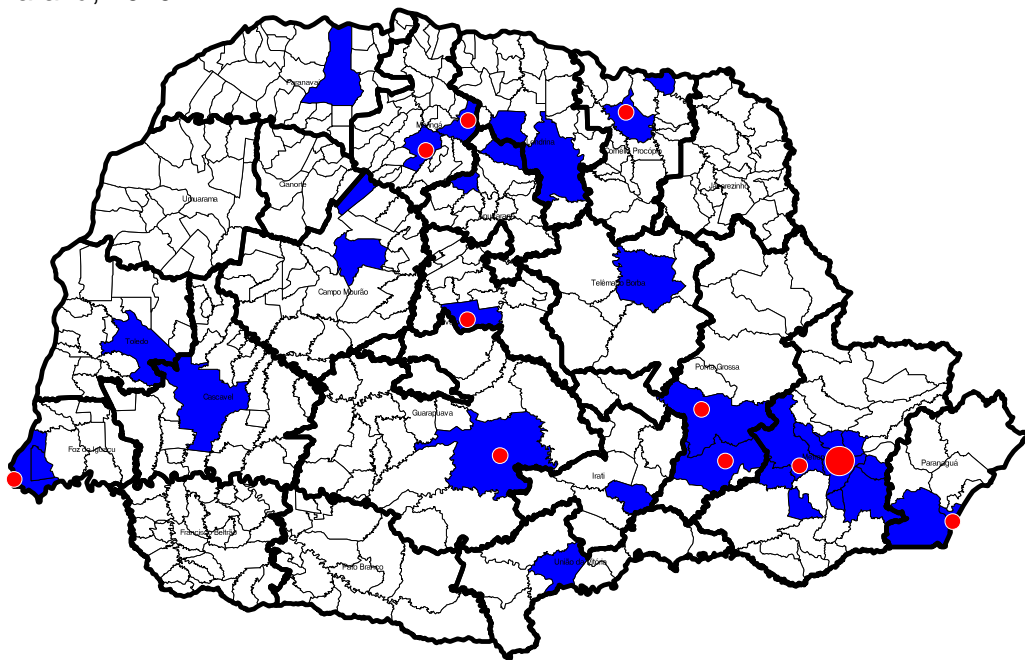 Paranavaí
Maringá
Londrina
Cornélio Procópio
Jacarezinho
Cianorte
Umuarama
Apucarana
Campo Mourão
Telêmaco Borba
Toledo
Ponta Grossa
Cascavel
Guarapuava
Foz do Iguaçu
Irati
Paranaguá
Francisco Beltrão
Pato Branco
União da Vitória